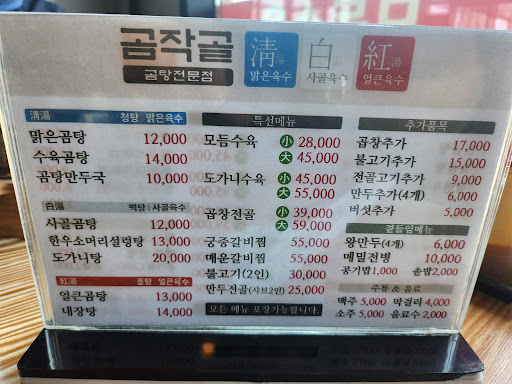 곰작골
곰탕전문점
清湯 맑은육수
白湯 사골육수
紅湯 얼큰육수
淸湯 청탕 맑은육수
맑은곰탕 12,000
수육곰탕 14,000
곰탕만두국 10,000
白湯 백탕 사골육수
사골곰탕 12,000
한우소머리설렁탕 13,000
도가니탕 20,000
紅湯 홍탕 얼큰육수
얼큰곰탕 13,000
내장탕 14,000
특선메뉴
모듬수육 小 28,000
大 45,000
도가니수육 小 45,000
大 55,000
곱창전골 小 39,000
大 59,000
궁중갈비찜 55,000
매운갈비찜 55,000
불고기(2인) 30,000
만두전골(샤브2인) 25,000
모든 메뉴 포장가능합니다.
추가품목
곱창추가 17,000
불고기추가 15,000
전골고기추가 9,000
만두추가(4개) 6,000
버섯추가 5,000
곁들임메뉴
왕만두(4개) 6,000
메밀전병 10,000
공기밥 1,000 솥밥 2,000
주류 & 음료
맥주 5,000 막걸리 4,000
소주 5,000 음료수 2,000